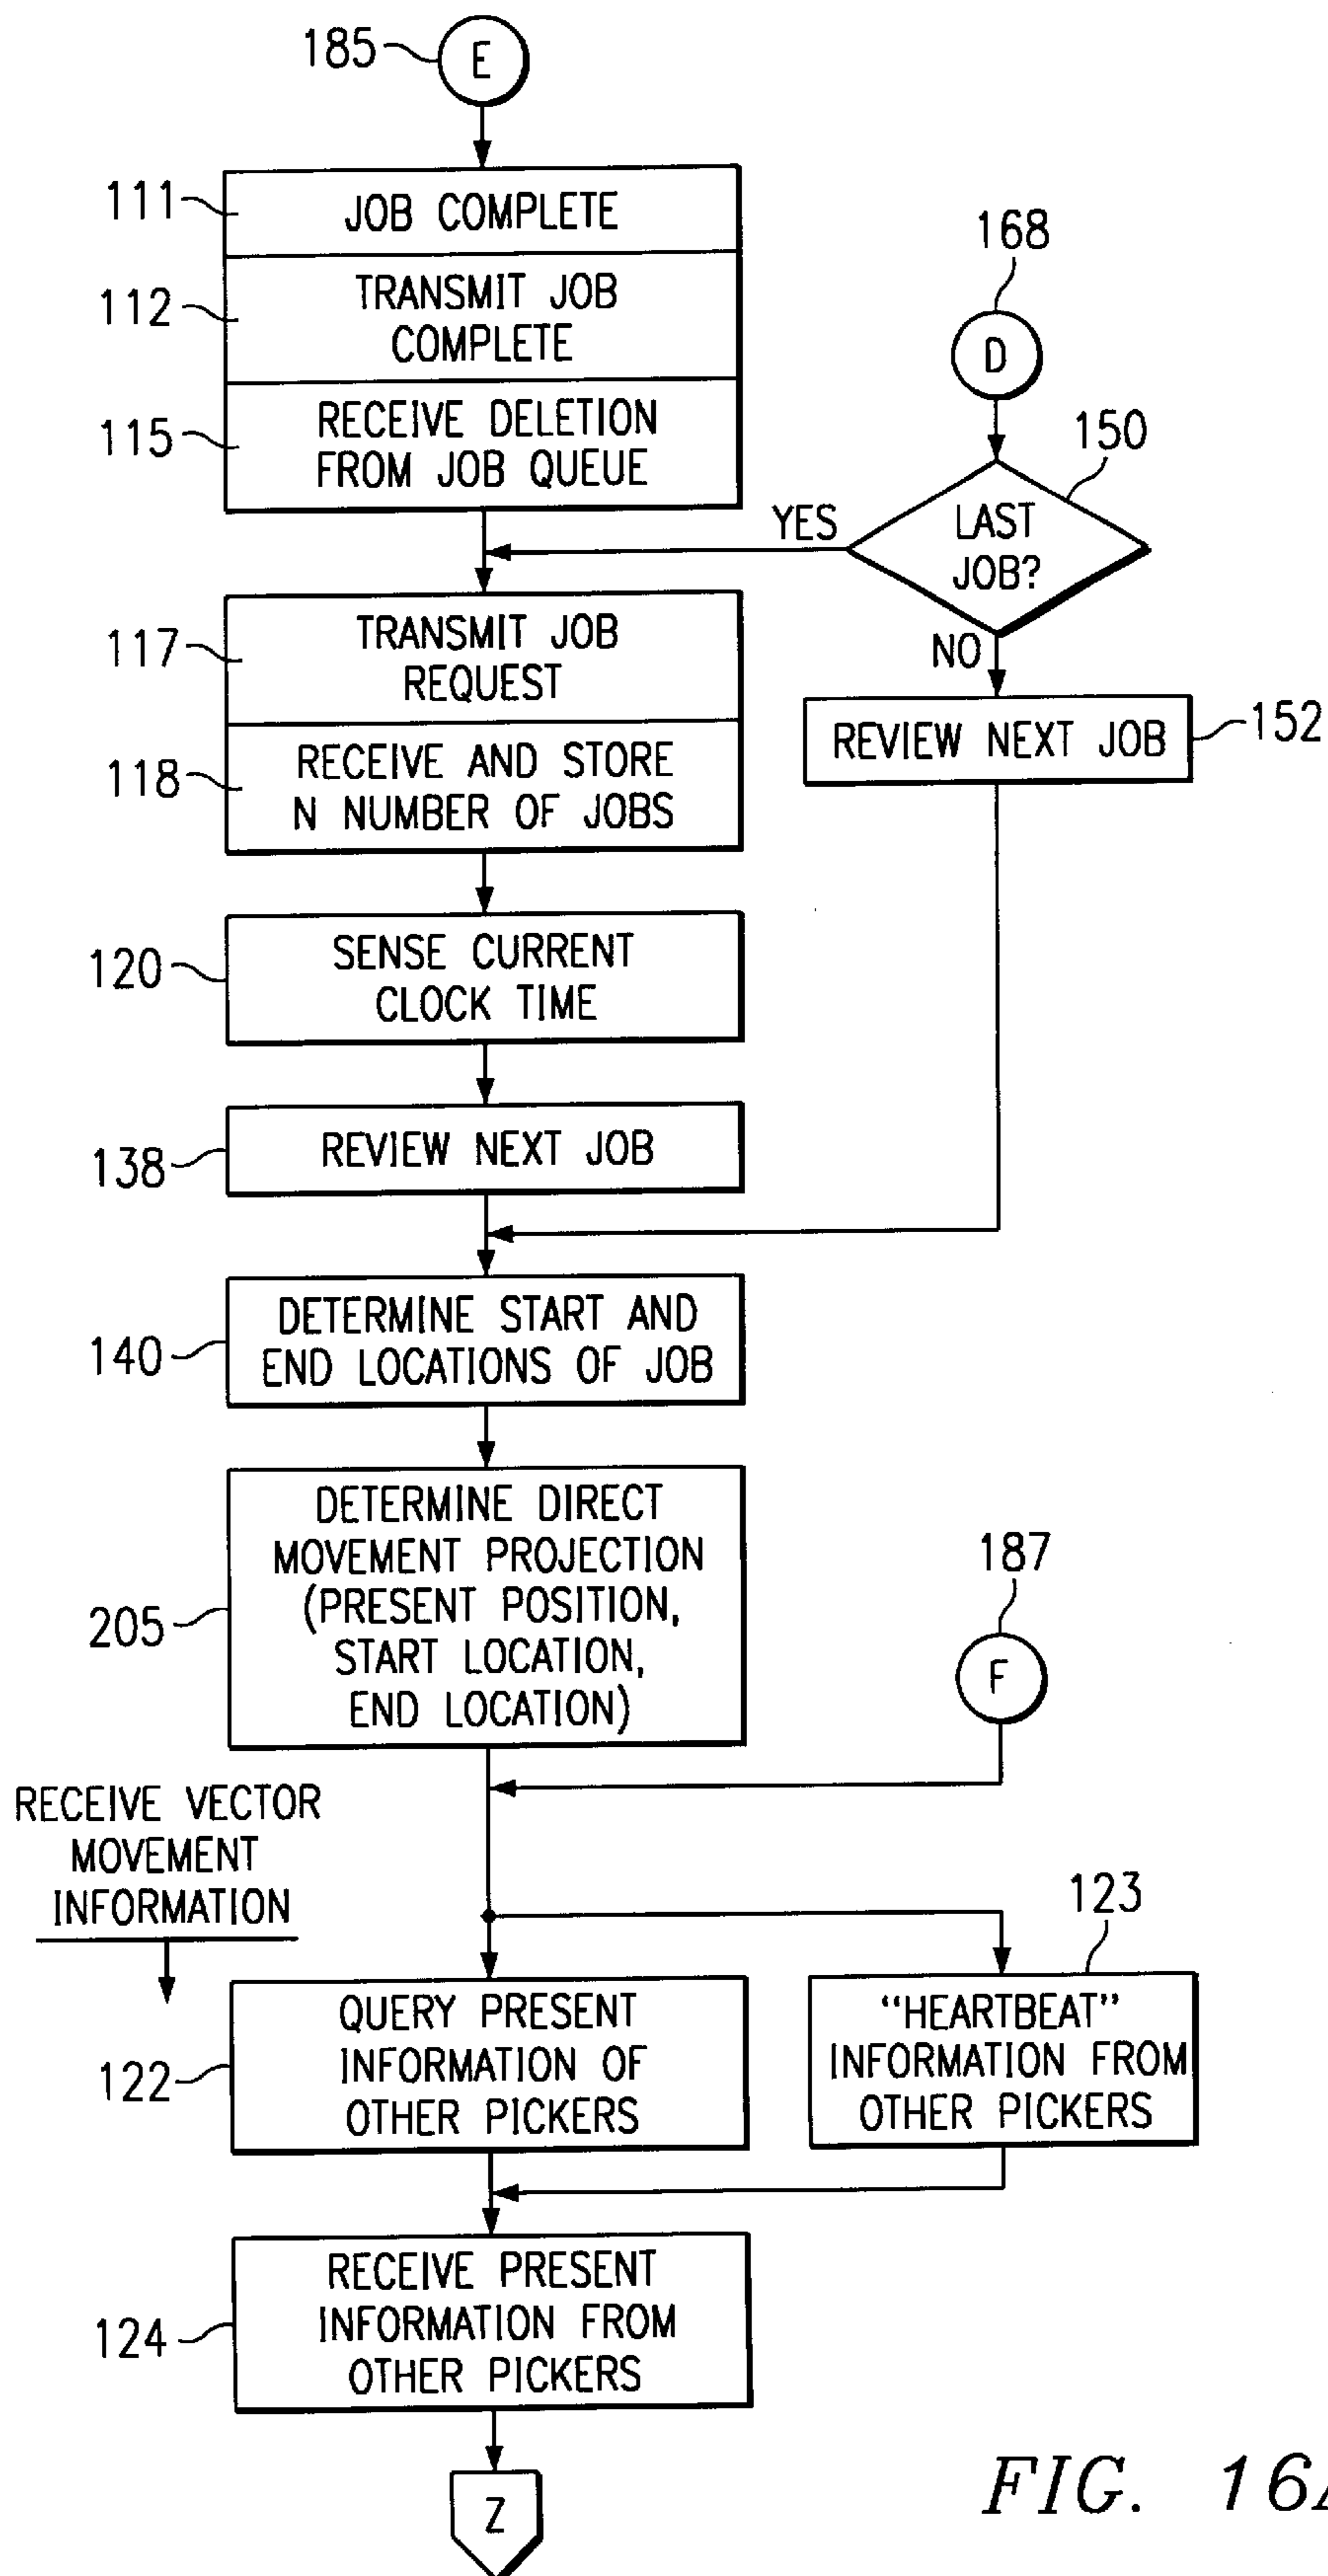 185
E
111
JOB COMPLETE
112
TRANSMIT JOB
COMPLETE
115
RECEIVE DELETION
FROM JOB QUEUE
168
D
150
LAST
JOB?
YES
NO
117
TRANSMIT JOB
REQUEST
118
RECEIVE AND STORE
N NUMBER OF JOBS
REVIEW NEXT JOB
152
120
SENSE CURRENT
CLOCK TIME
138
REVIEW NEXT JOB
140
DETERMINE START AND
END LOCATIONS OF JOB
205
DETERMINE DIRECT
MOVEMENT PROJECTION
(PRESENT POSITION,
START LOCATION,
END LOCATION)
187
F
RECEIVE VECTOR
MOVEMENT
INFORMATION
122
QUERY PRESENT
INFORMATION OF
OTHER PICKERS
123
"HEARTBEAT"
INFORMATION FROM
OTHER PICKERS
124
RECEIVE PRESENT
INFORMATION FROM
OTHER PICKERS
Z
FIG. 16A